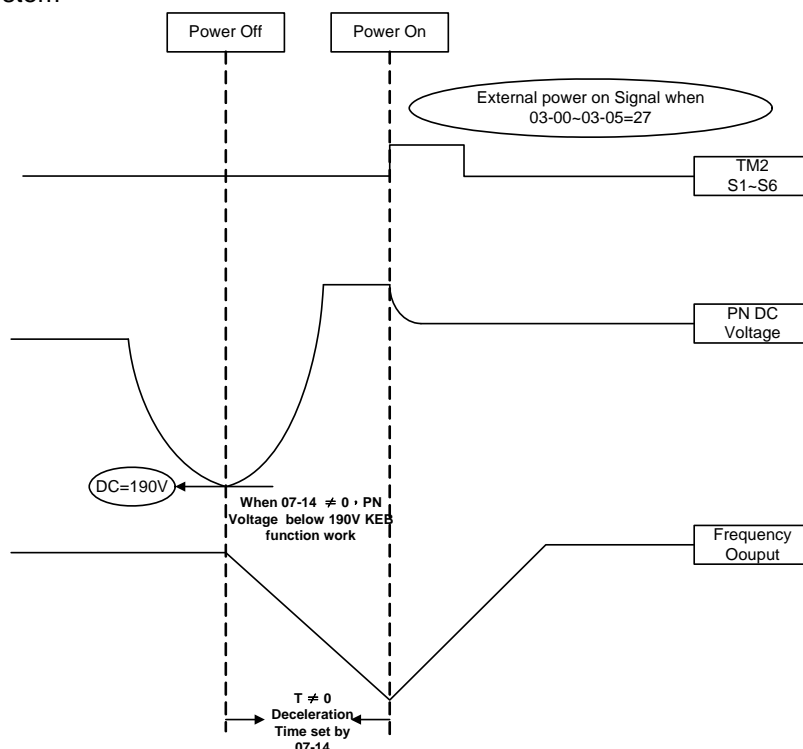 Power Off
Power On
External power on Signal when
03-00~03-05=27
TM2
S1~S6
PN DC
Voltage
DC=190V
When 07-14 ≠ 0，PN
Voltage below 190V KEB
function work
Frequency
Oouput
T ≠ 0
Deceleration
Time set by
07-14